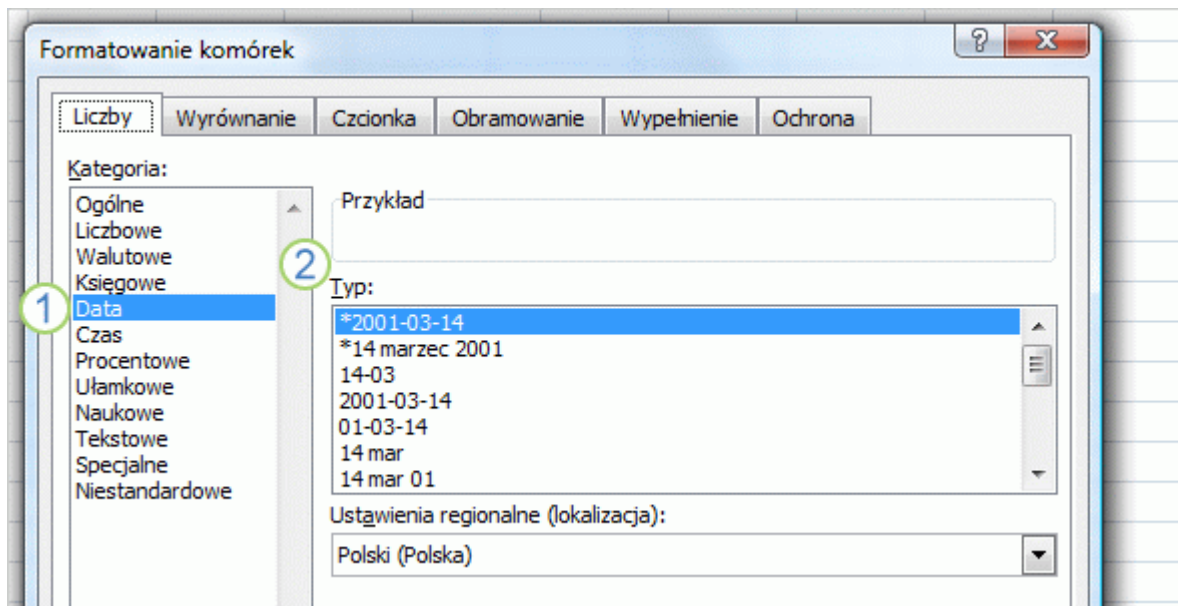 Formatowanie komórek
Liczby Wyrównanie Czcionka Obramowanie Wypełnienie Ochrona
Kategoria:
Ogólne
Liczbowe
Walutowe
Księgowe
Data
Czas
Procentowe
Ułamkowe
Naukowe
Tekstowe
Specjalne
Niestandardowe
1
2
Przykład
Typ:
*2001-03-14
*14 marzec 2001
14-03
2001-03-14
01-03-14
14 mar
14 mar 01
Ustawienia regionalne (lokalizacja):
Polski (Polska)